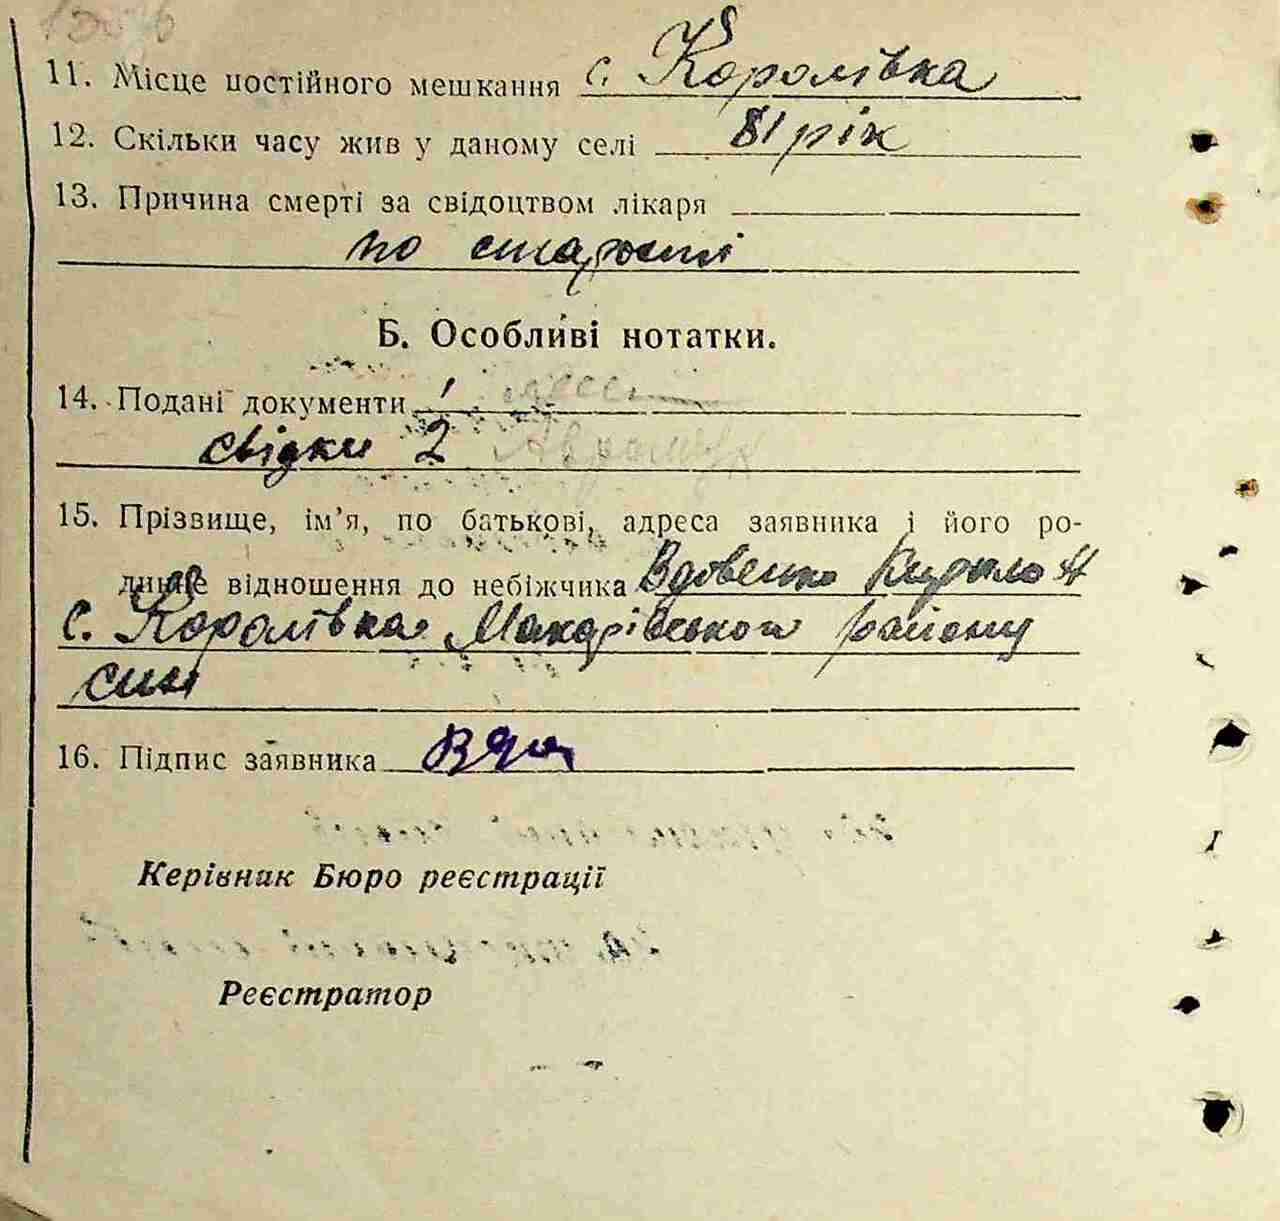 11. Місце постійного мешкання с. Королівка
12. Скільки часу жив у даному селі 81 рік
13. Причина смерті за свідоцтвом лікаря
по старості
Б. Особливі нотатки.
14. Подані документи
свідки 2
15. Прізвище, ім'я, по батькові, адреса заявника і його ро-
динне відношення до небіжчика Вдовенко Кирило
с. Королівка Макарівського району
син
16. Підпис заявника Вдо
Керівник Бюро реєстрації
Реєстратор